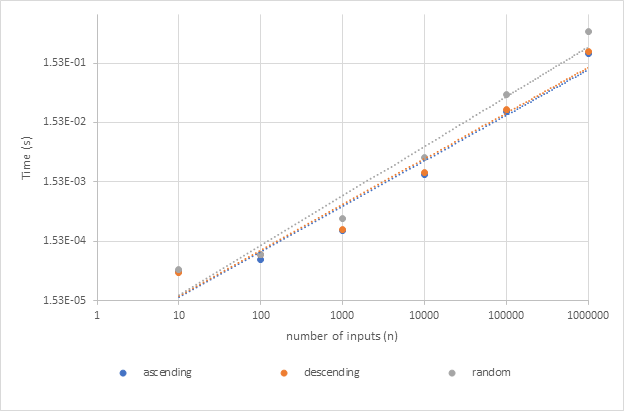 1.53E-01
1.53E-02
1.53E-03
1.53E-04
1.53E-05
Time (s)
1 10 100 1000 10000 100000 1000000
number of inputs (n)
ascending descending random